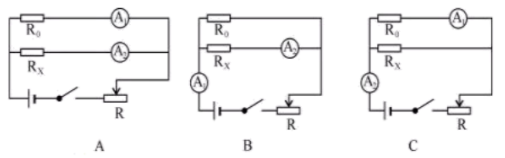 R₀ A₁ R₀ R₀ A₁
Rₓ A₂ Rₓ A₂ Rₓ
A₁ A₂
R R R
A B C